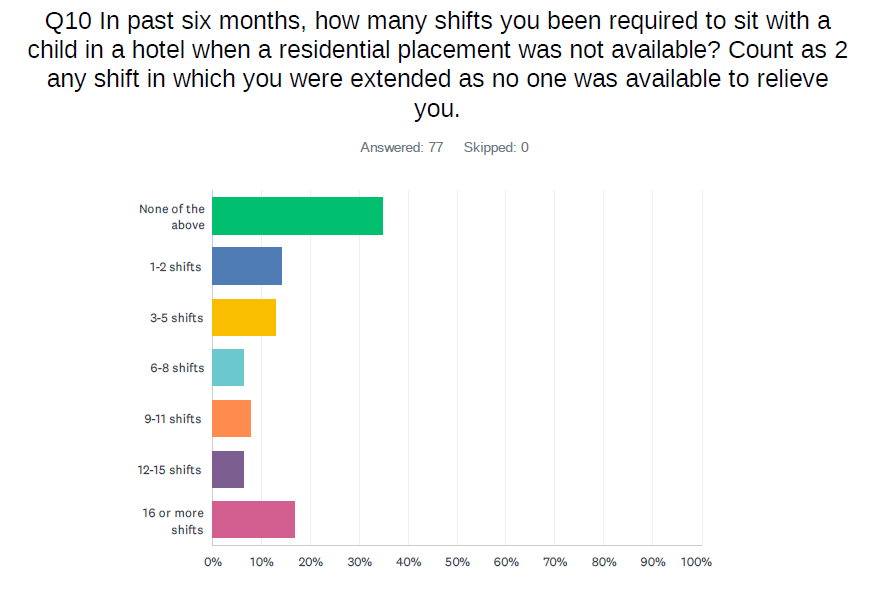 Q10 In past six months, how many shifts you been required to sit with a
child in a hotel when a residential placement was not available? Count as 2
any shift in which you were extended as no one was available to relieve
you.
Answered: 77 Skipped: 0
None of the
above
1-2 shifts
3-5 shifts
6-8 shifts
9-11 shifts
12-15 shifts
16 or more
shifts
0% 10% 20% 30% 40% 50% 60% 70% 80% 90% 100%